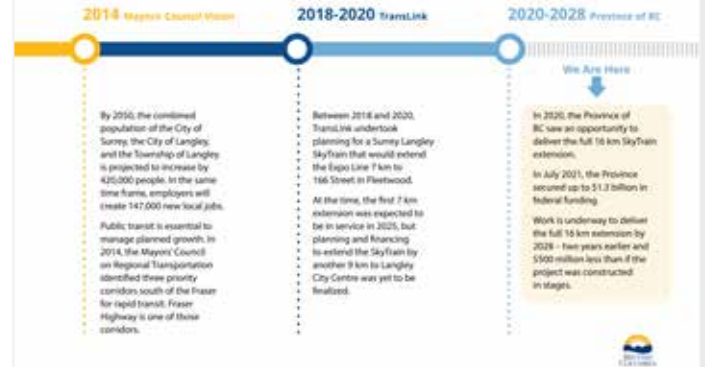 2014 Mayors Council Vision
By 2050, the combined
population of the City of
Surrey, the City of Langley,
and the Township of Langley
is projected to increase by
420,000 people. In the same
time frame, employers will
create 147,000 new local jobs.
Public transit is essential to
manage planned growth. In
2014, the Mayors' Council
on Regional Transportation
identified three priority
corridors south of the Fraser
for rapid transit. Fraser
Highway is one of those
corridors.
2018-2020 TransLink
Between 2018 and 2020,
TransLink undertook
planning for a Surrey Langley
SkyTrain that would extend
the Expo Line 7 km to
166 Street in Fleetwood.
At the time, the first 7 km
extension was expected to
be in service in 2025, but
planning and financing
to extend the SkyTrain by
another 9 km to Langley
City Centre was yet to be
finalized.
2020-2028 Province of BC
We Are Here
In 2020, the Province of
BC saw an opportunity to
deliver the full 16 km SkyTrain
extension.
In July 2021, the Province
secured up to $1.3 billion in
federal funding.
Work is underway to deliver
the full 16 km extension by
2028 – two years earlier and
$500 million less than if the
project was constructed
in stages.
BRITISH
COLUMBIA